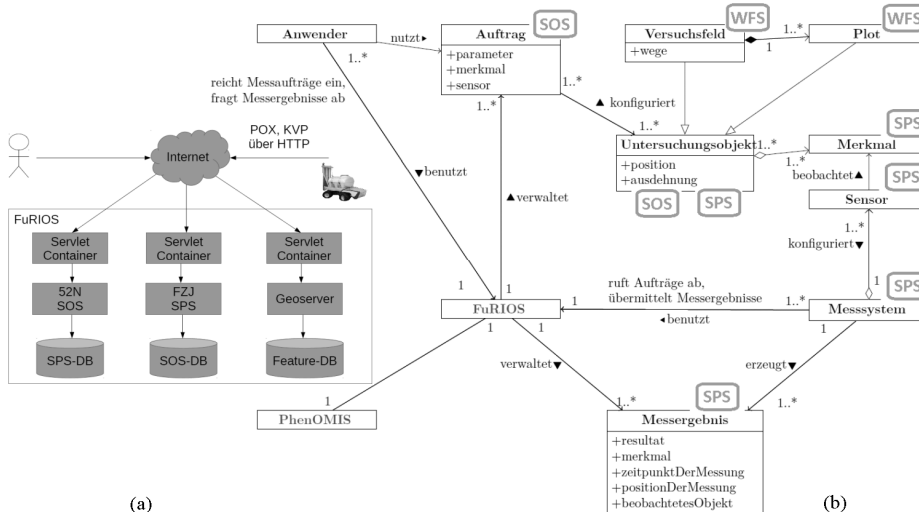 Anwender
1..*
nutzt
SOS
Auftrag
+parameter
+merkmal
+sensor
1..*
1..*
WFS
Versuchsfeld
+wege
1
1..*
WFS
Plot
reicht Messaufträge ein,
fragt Messergebnisse ab
konfiguriert
1..*
Untersuchungsobjekt
1..*
+position
+ausdehnung
SOS
SPS
SPS
Merkmal
1..*
beobachtet
SPS
Sensor
1..*
konfiguriert
1
POX, KVP
über HTTP
Internet
benutzt
verwaltet
FuRIOS
Servlet
Container
Servlet
Container
Servlet
Container
52N
SOS
FZJ
SPS
Geoserver
SPS-DB
SOS-DB
Feature-DB
1
1
FuRIOS
1
1
1
ruft Aufträge ab,
übermittelt Messergebnisse
benutzt
1..*
SPS
Messsystem
1
verwaltet
erzeugt
1
PhenOMIS
1..*
1..*
SPS
Messergebnis
+resultat
+merkmal
+zeitpunktDerMessung
+positionDerMessung
+beobachtetesObjekt
(a)
(b)